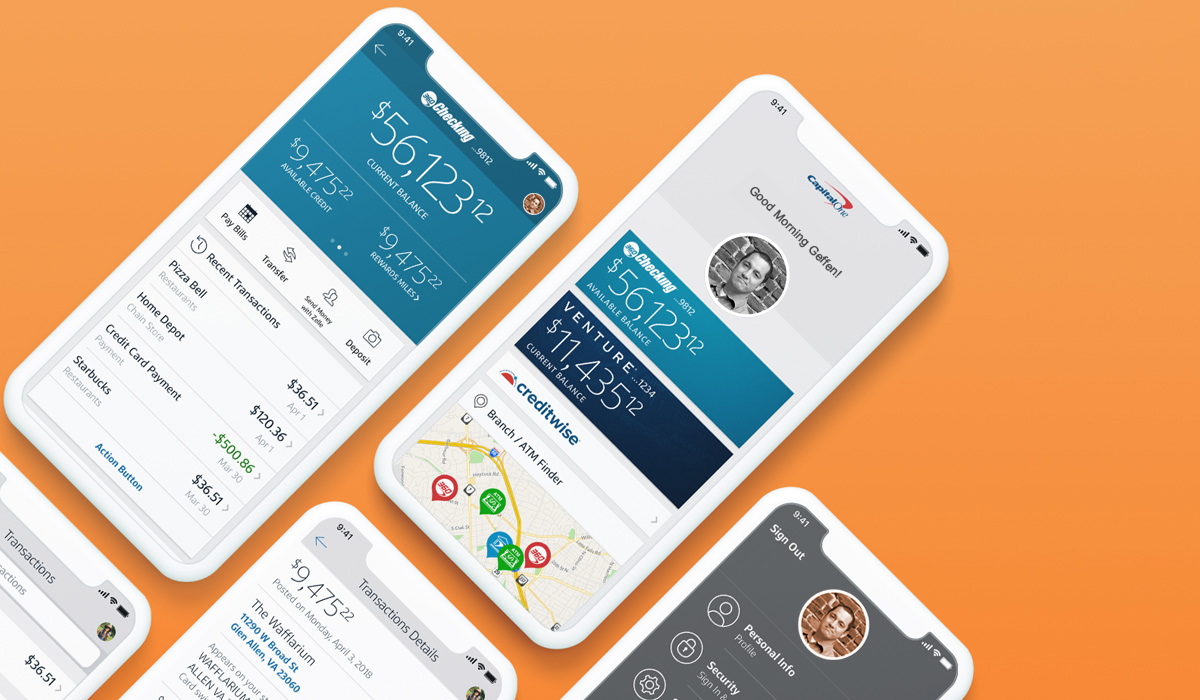 9:41
360 Checking ...9812
$56,123 12
CURRENT BALANCE
$9,475 22
AVAILABLE CREDIT
$9,475 22
REWARDS MILES >
Pay Bills
Transfer
Send Money
with Zelle
Deposit
Recent Transactions
Pizza Bell
Restaurants
$36.51
Apr 1
Home Depot
Chain Store
$120.36
Apr 1
Credit Card Payment
Payment
-$500.86
Mar 30
Starbucks
Restaurants
$36.51
Mar 30
Action Button
9:41
Capital One
Good Morning Geffen!
360 Checking ...9812
$56,123 12
AVAILABLE BALANCE
VENTURE ...1234
$11,435 12
CURRENT BALANCE
creditwise
Branch / ATM Finder
ATM
ATM
Transactions
$36.51
9:41
Transactions Details
$9,475 22
Posted on Monday, April 3, 2018
The Wafflarium
11290 W Broad St.
Glen Allen, VA 23060
Appears on your st
WAFFLARIUM
ALLEN VA
Card swi
9:41
Sign Out
Personal Info
Profile
Security
Sign In &